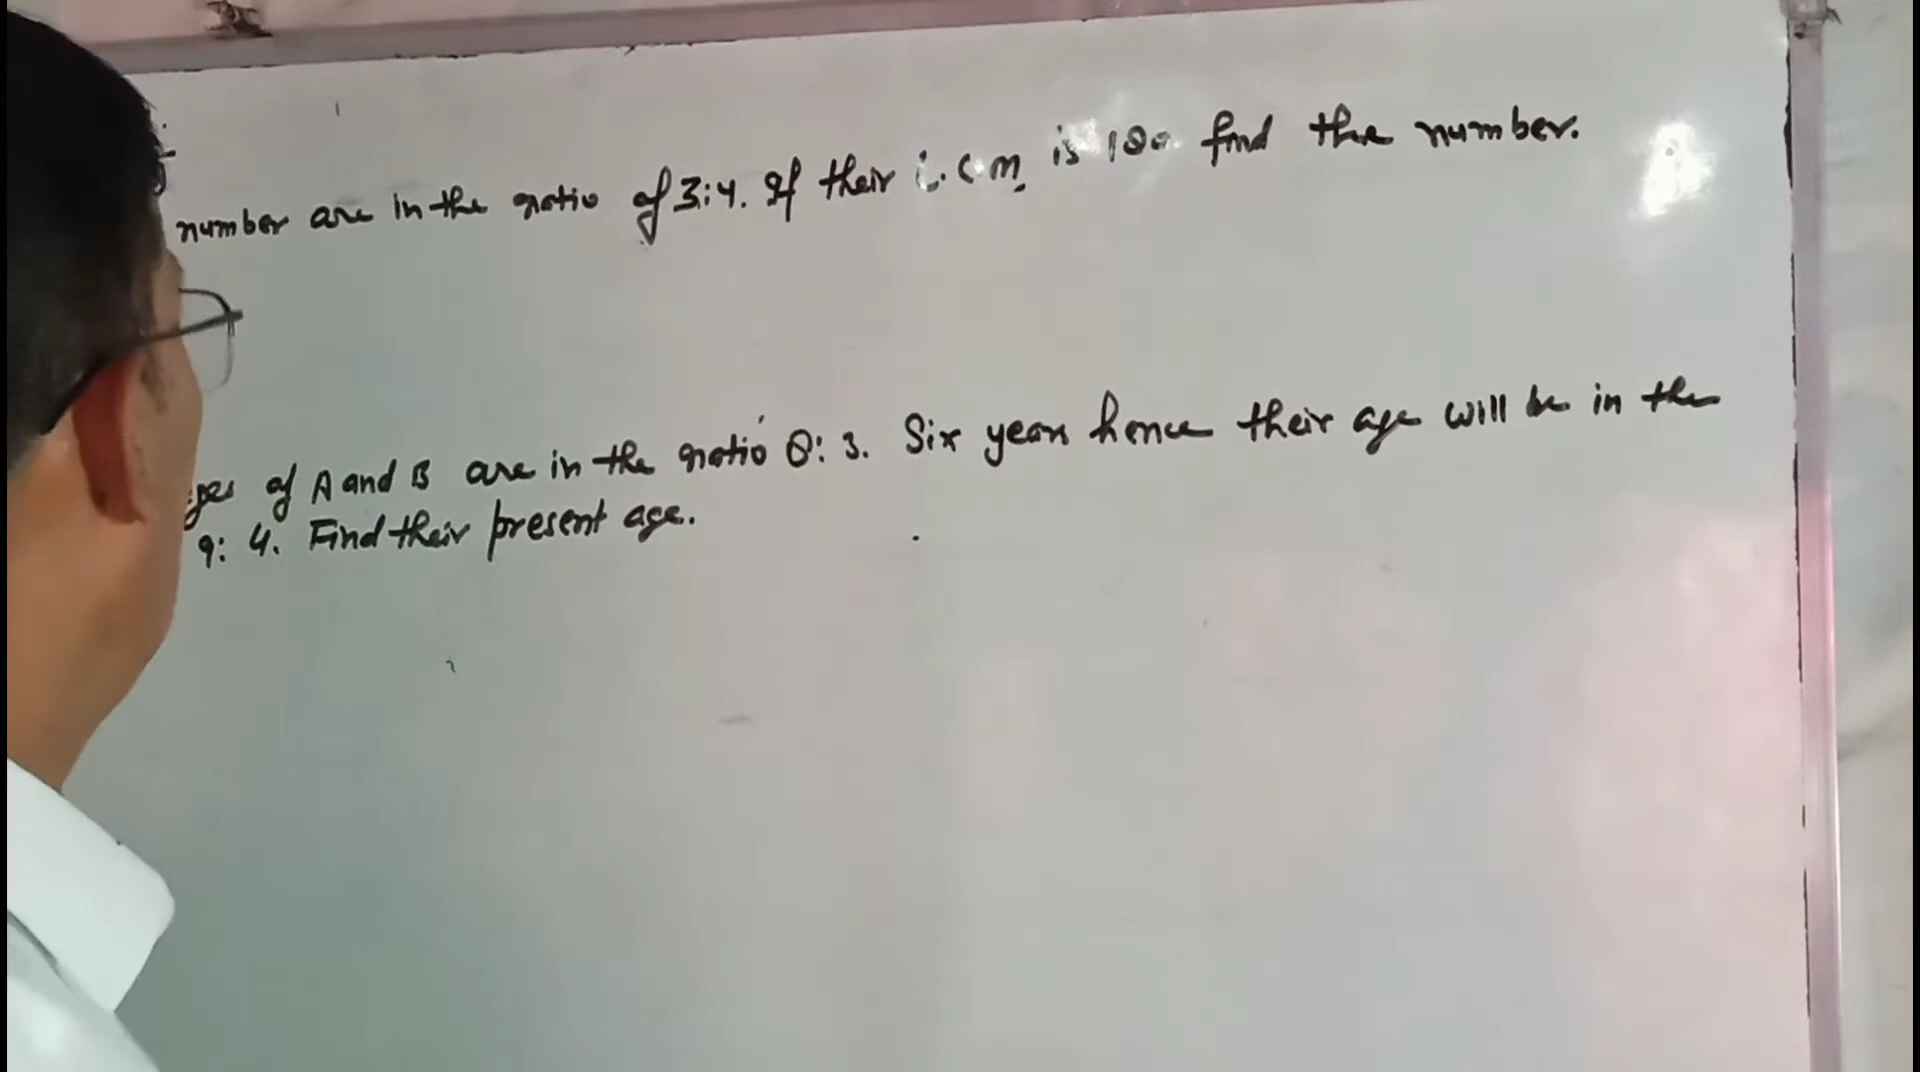 number are in the ratio of 3:4. If their L.C.M. is 180 find the number.
ges of A and B are in the ratio 8:3. Six years hence their age will be in the
9:4. Find their present age.